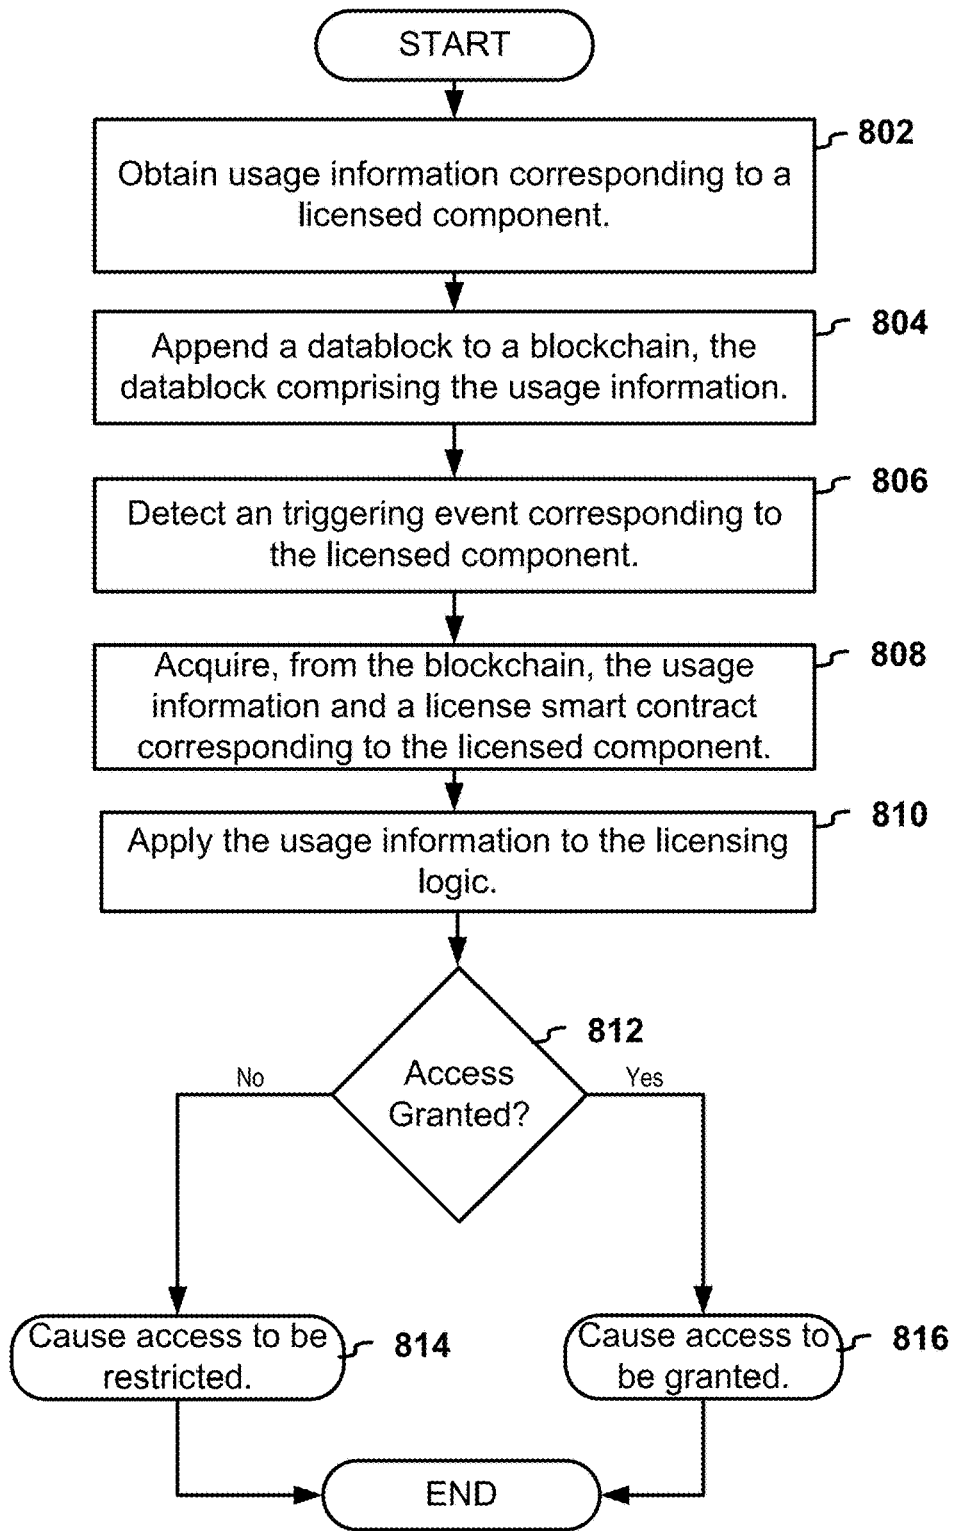 START
802
Obtain usage information corresponding to a
licensed component.
804
Append a datablock to a blockchain, the
datablock comprising the usage information.
806
Detect an triggering event corresponding to
the licensed component.
808
Acquire, from the blockchain, the usage
information and a license smart contract
corresponding to the licensed component.
810
Apply the usage information to the licensing
logic.
812
Access
Granted?
No
Yes
Cause access to be
restricted.
814
Cause access to
be granted.
816
END